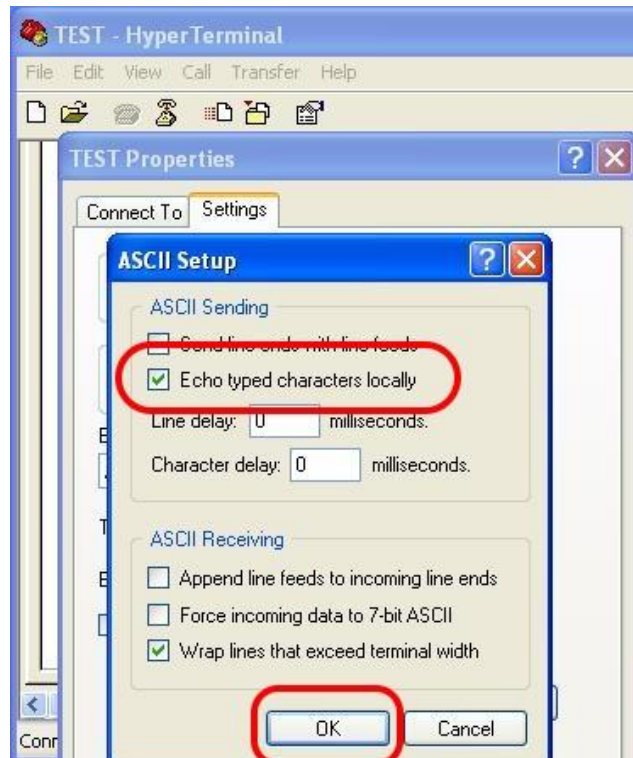 TEST - HyperTerminal
File Edit View Call Transfer Help
TEST Properties
Connect To Settings
ASCII Setup
ASCII Sending
Send line ends with line feeds
Echo typed characters locally
Line delay: 0 milliseconds.
Character delay: 0 milliseconds.
ASCII Receiving
Append line feeds to incoming line ends
Force incoming data to 7-bit ASCII
Wrap lines that exceed terminal width
OK Cancel